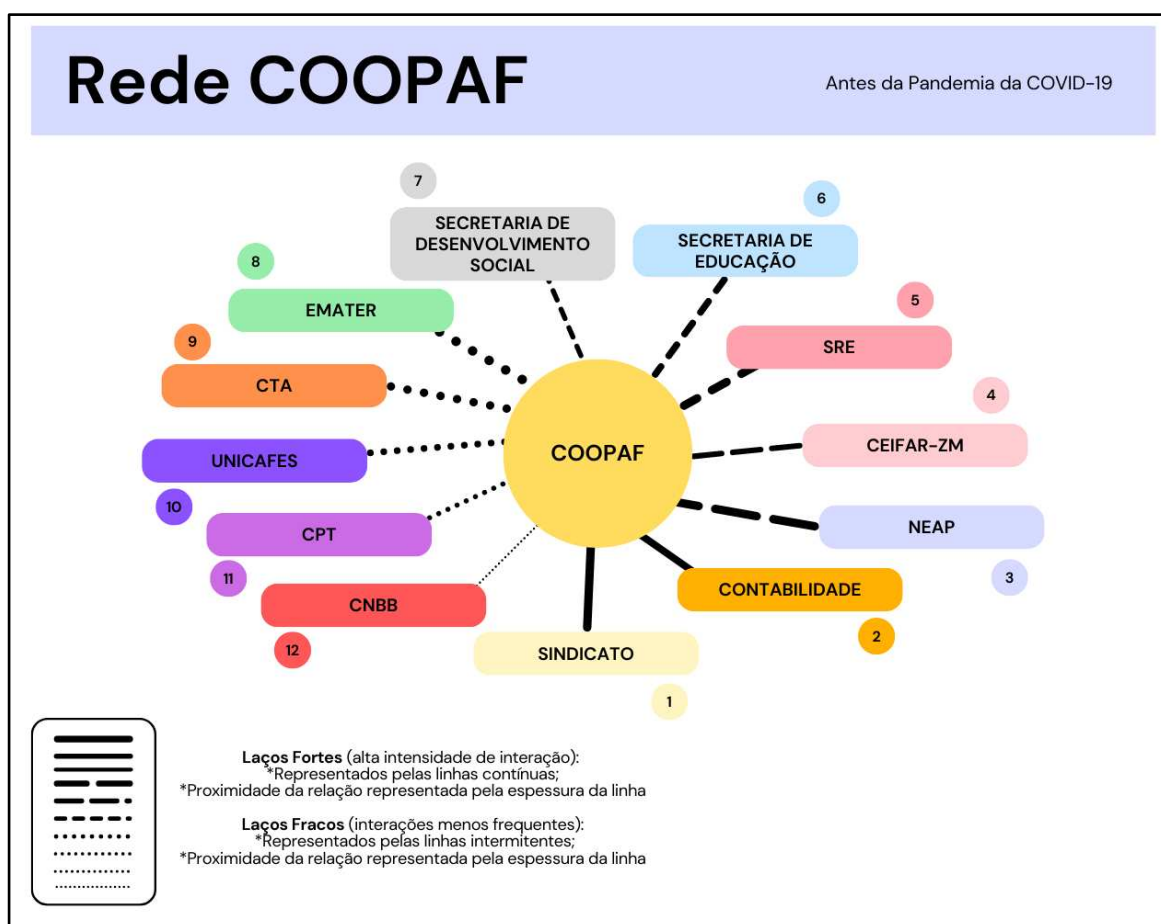 Rede COOPAF
Antes da Pandemia da COVID-19
7
SECRETARIA DE
DESENVOLVIMENTO
SOCIAL
6
SECRETARIA DE
EDUCAÇÃO
8
EMATER
5
SRE
9
CTA
4
CEIFAR-ZM
COOPAF
UNICAFES
10
NEAP
3
CPT
11
CONTABILIDADE
2
CNBB
12
SINDICATO
1
Laços Fortes (alta intensidade de interação):
*Representados pelas linhas contínuas;
*Proximidade da relação representada pela espessura da linha
Laços Fracos (interações menos frequentes):
*Representados pelas linhas intermitentes;
*Proximidade da relação representada pela espessura da linha